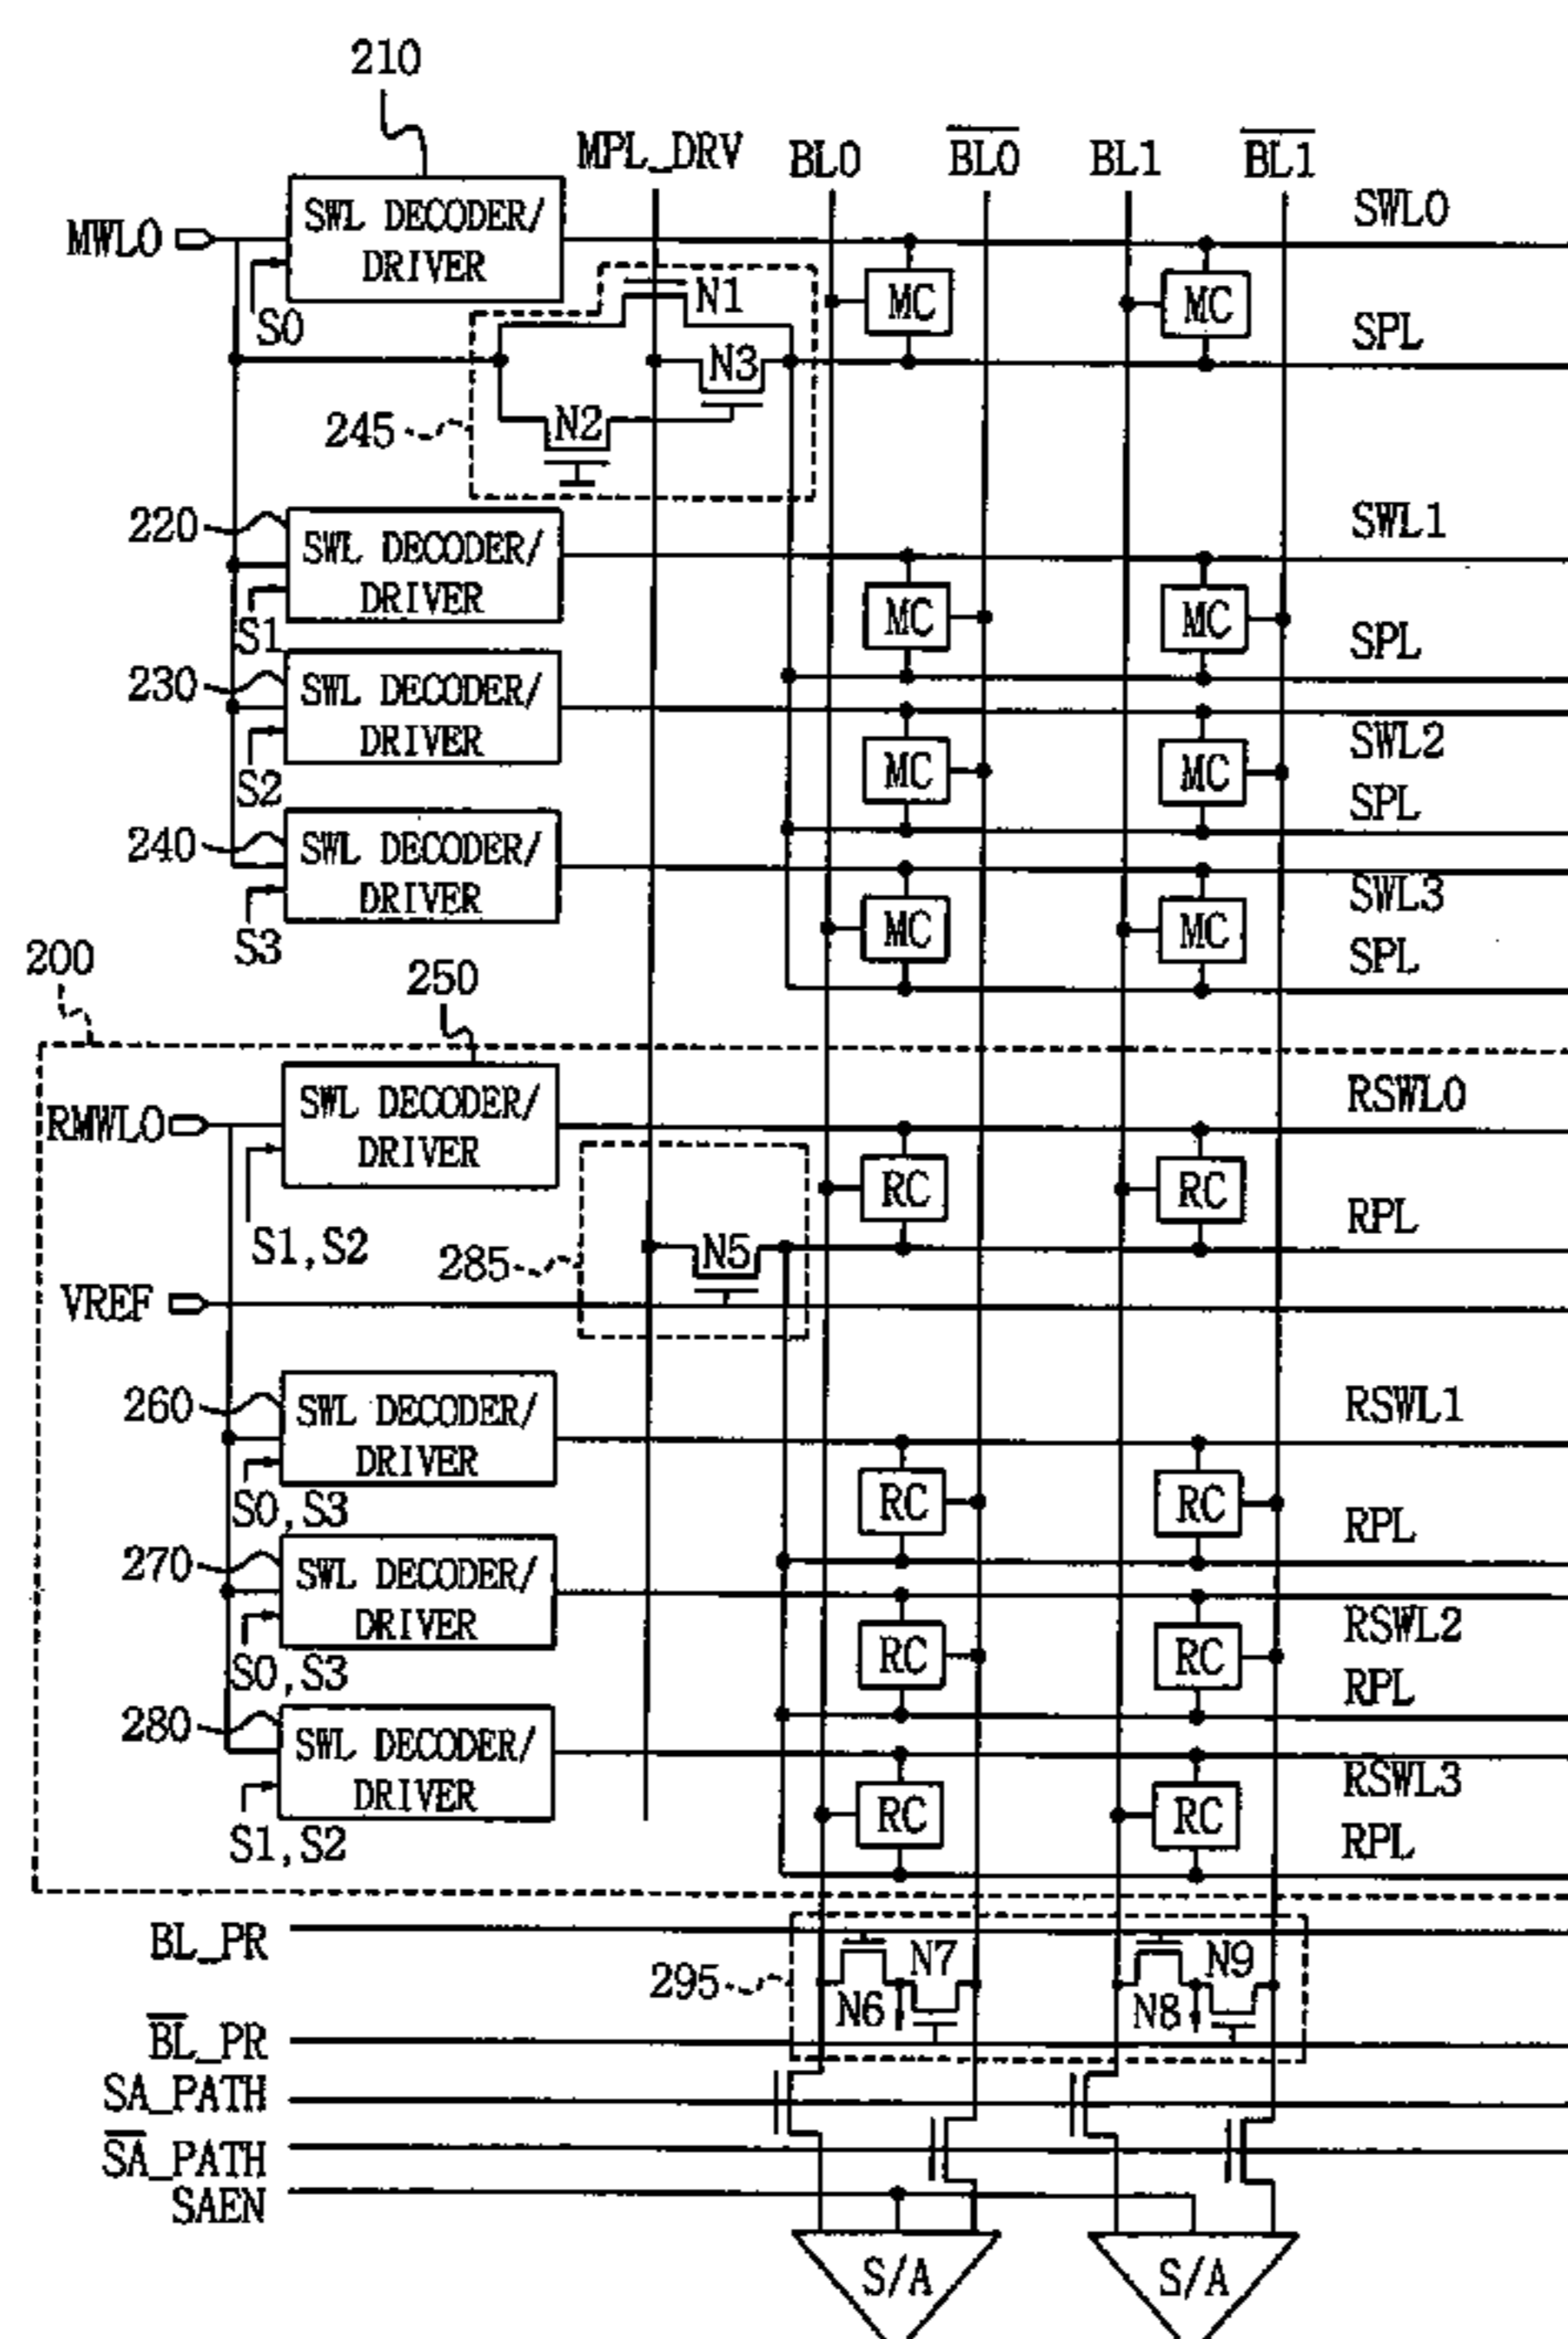 210
MPL_DRV BL0 B̅L̅0̅ BL1 B̅L̅1̅
SWL0
MWL0 SWL DECODER/
DRIVER
MC MC
N1
S0
SPL
N3
245 N2
220 SWL DECODER/
DRIVER
SWL1
MC MC
S1
SPL
230 SWL DECODER/
DRIVER
SWL2
MC MC
S2
SPL
240 SWL DECODER/
DRIVER
SWL3
MC MC
S3
SPL
200
250
RMWL0 SWL DECODER/
DRIVER
RSWL0
RC RC
S1,S2
RPL
285 N5
VREF
260 SWL DECODER/
DRIVER
RSWL1
RC RC
S0,S3
RPL
270 SWL DECODER/
DRIVER
RSWL2
RC RC
S0,S3
RPL
280 SWL DECODER/
DRIVER
RSWL3
RC RC
S1,S2
RPL
BL_PR
N7 N9
295
N6 N8
B̅L̅_PR
SA_PATH
S̅A̅_PATH
SAEN
S/A S/A